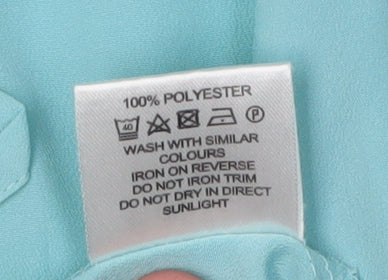 100% POLYESTER
40 P
WASH WITH SIMILAR
COLOURS
IRON ON REVERSE
DO NOT IRON TRIM
DO NOT DRY IN DIRECT
SUNLIGHT